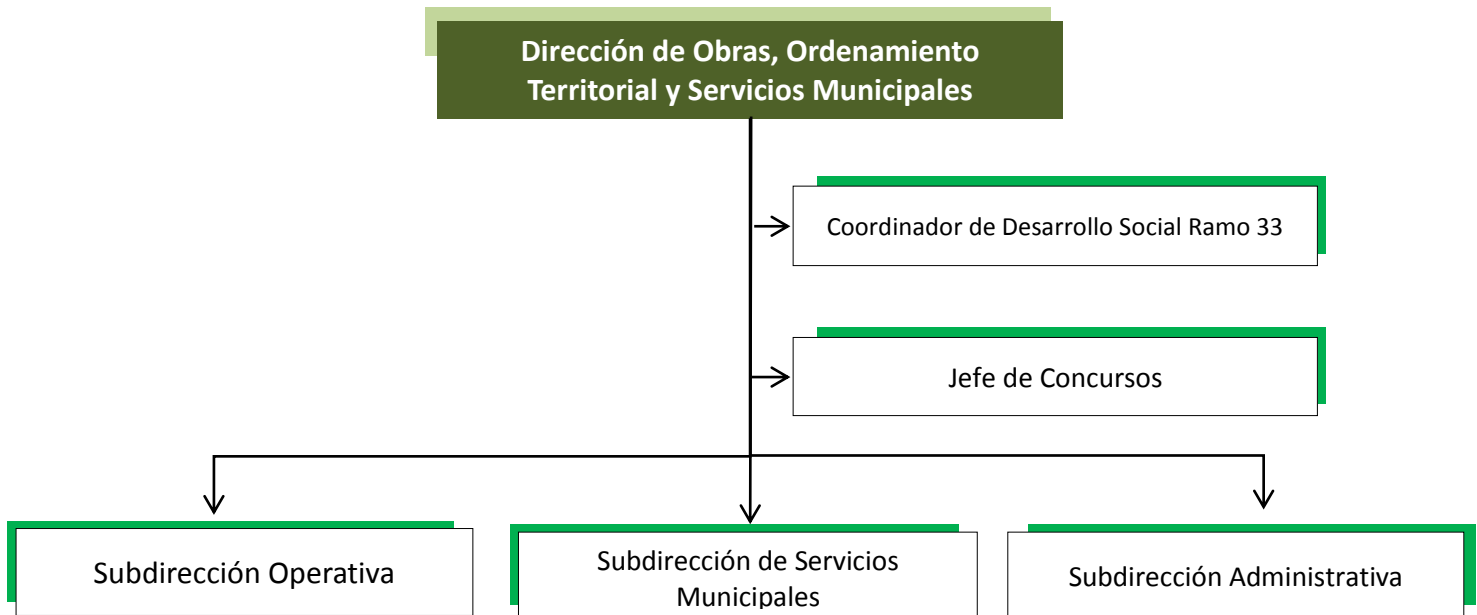 Dirección de Obras, Ordenamiento
Territorial y Servicios Municipales
Coordinador de Desarrollo Social Ramo 33
Jefe de Concursos
Subdirección Operativa
Subdirección de Servicios
Municipales
Subdirección Administrativa